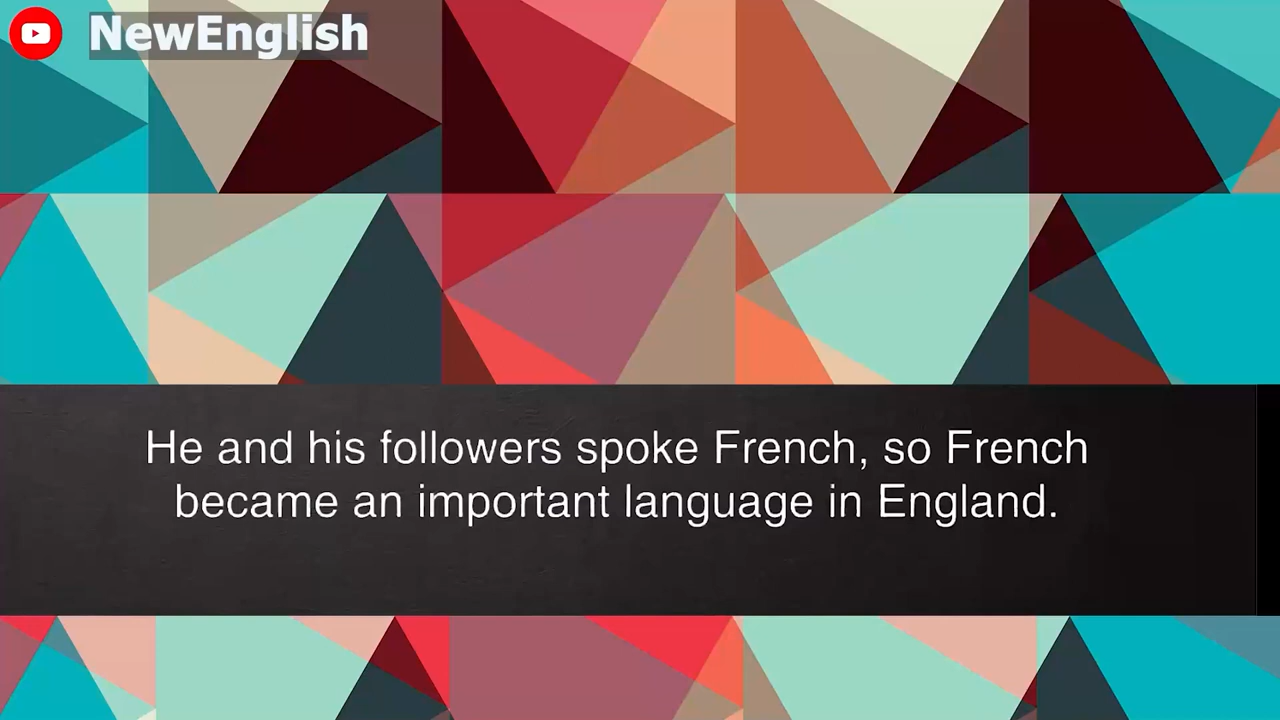 NewEnglish
He and his followers spoke French, so French
became an important language in England.